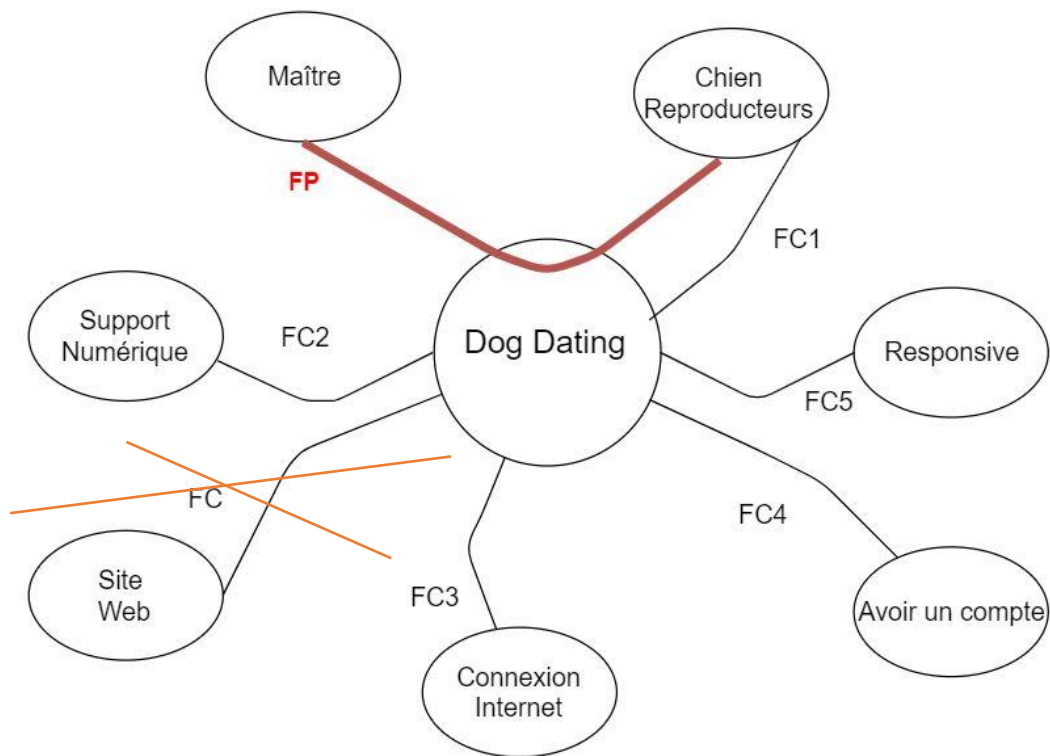 Maître
Chien
Reproducteurs
FP
FC1
Support
Numérique
FC2
Dog Dating
Responsive
FC5
FC
FC4
Site
Web
FC3
Avoir un compte
Connexion
Internet